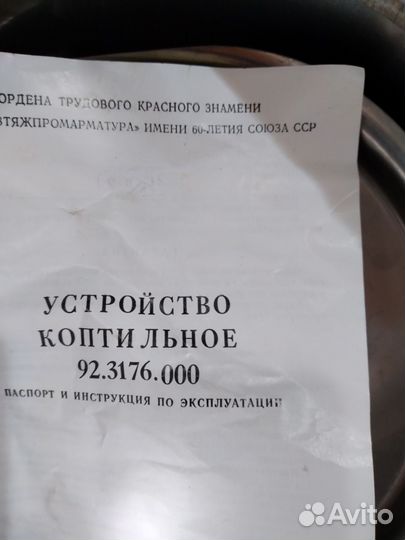 ОРДЕНА ТРУДОВОГО КРАСНОГО ЗНАМЕНИ
ВТЯЖПРОМАРМАТУРА» ИМЕНИ 60-ЛЕТИЯ СОЮЗА ССР
УСТРОЙСТВО
КОПТИЛЬНОЕ
92.3176.000
ПАСПОРТ И ИНСТРУКЦИЯ ПО ЭКСПЛУАТАЦИИ
Avito